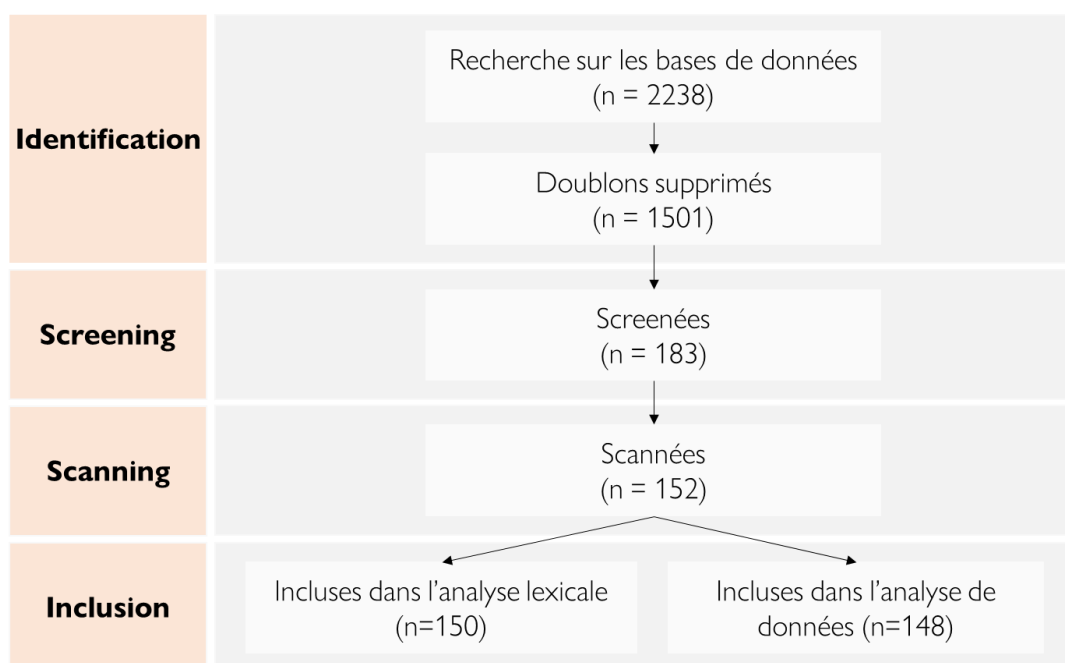 Identification
Recherche sur les bases de données
(n = 2238)
Doublons supprimés
(n = 1501)
Screening
Screenées
(n = 183)
Scanning
Scannées
(n = 152)
Inclusion
Incluses dans l’analyse lexicale
(n=150)
Incluses dans l’analyse de
données (n=148)